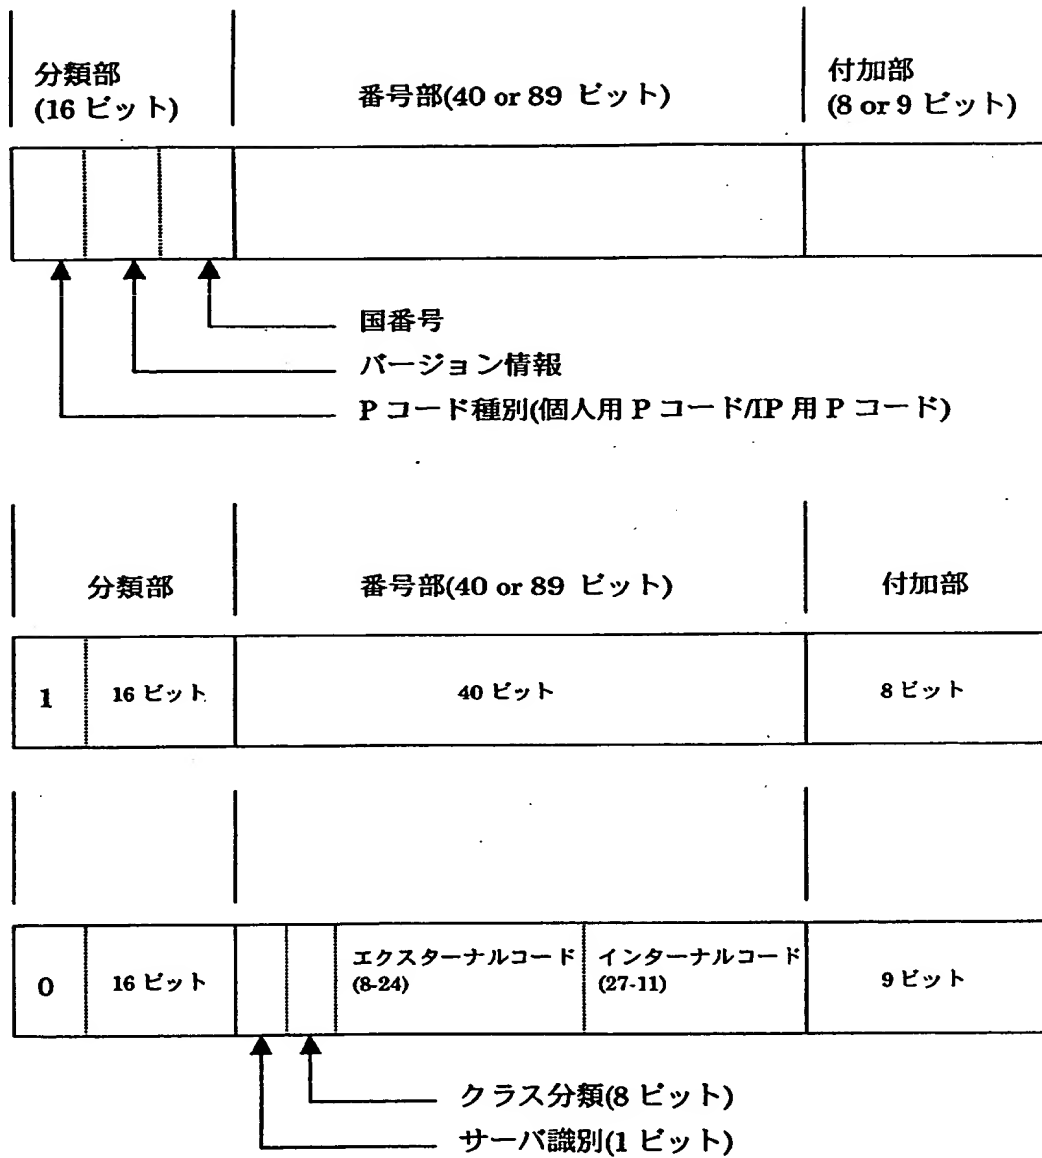 分類部
(16 ビット)
番号部(40 or 89 ビット)
付加部
(8 or 9 ビット)
国番号
バージョン情報
P コード種別(個人用 P コード/IP 用 P コード)
分類部
番号部(40 or 89 ビット)
付加部
1
16 ビット
40 ビット
8 ビット
0
16 ビット
エクスターナルコード
(8-24)
インターナルコード
(27-11)
9 ビット
クラス分類(8 ビット)
サーバ識別(1 ビット)